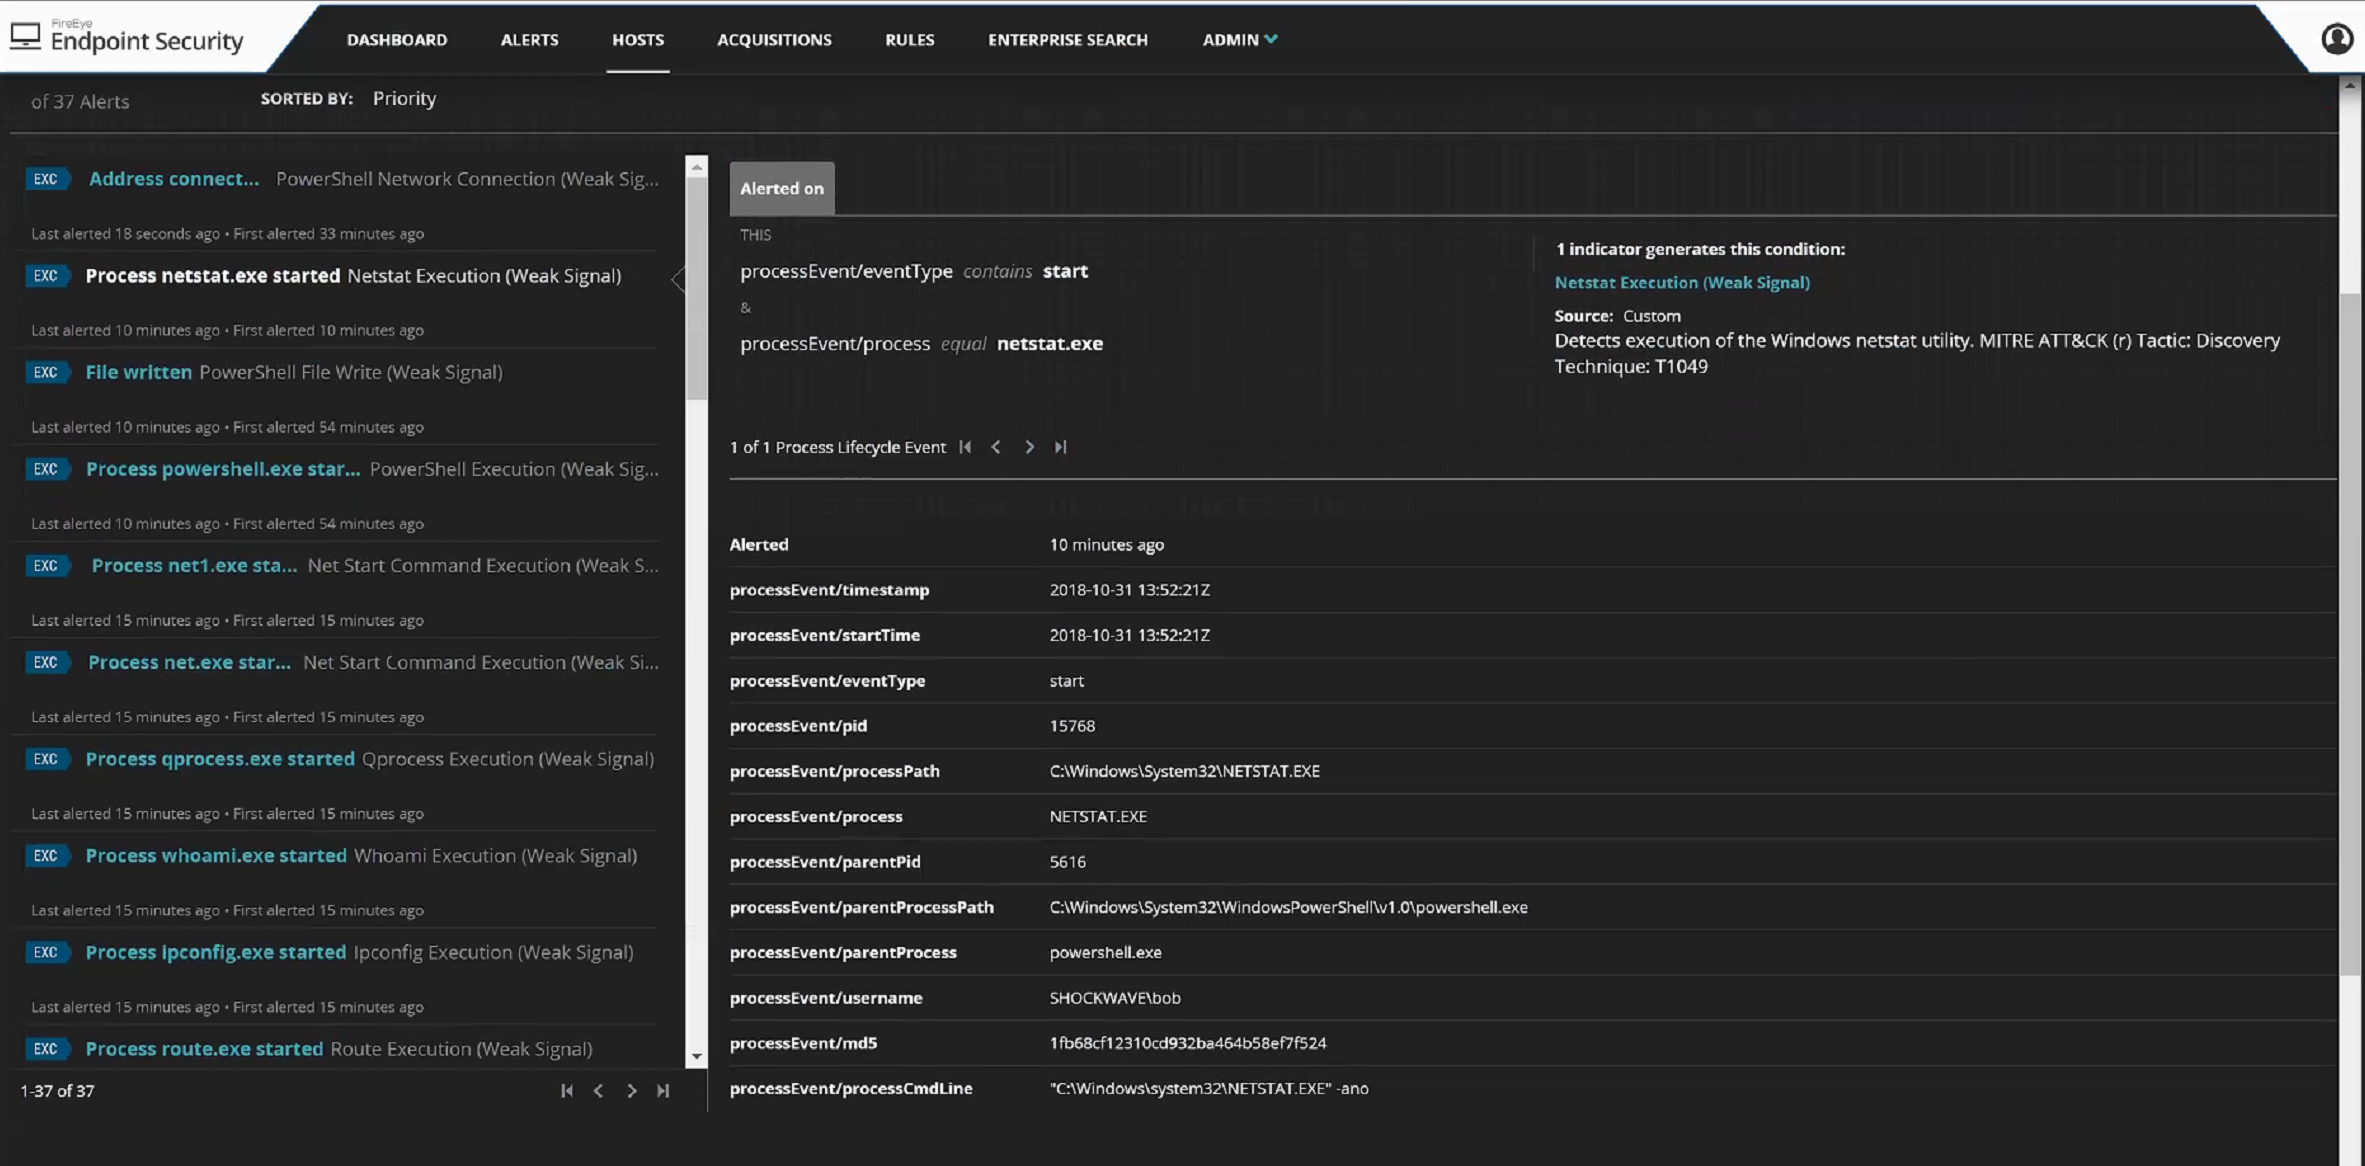 FireEye
Endpoint Security
DASHBOARD
ALERTS
HOSTS
ACQUISITIONS
RULES
ENTERPRISE SEARCH
ADMIN
of 37 Alerts
SORTED BY: Priority
EXC Address connect... PowerShell Network Connection (Weak Sig...
Last alerted 18 seconds ago • First alerted 33 minutes ago
EXC Process netstat.exe started Netstat Execution (Weak Signal)
Last alerted 10 minutes ago • First alerted 10 minutes ago
EXC File written PowerShell File Write (Weak Signal)
Last alerted 10 minutes ago • First alerted 54 minutes ago
EXC Process powershell.exe star... PowerShell Execution (Weak Sig...
Last alerted 10 minutes ago • First alerted 54 minutes ago
EXC Process net1.exe sta... Net Start Command Execution (Weak S...
Last alerted 15 minutes ago • First alerted 15 minutes ago
EXC Process net.exe star... Net Start Command Execution (Weak Si...
Last alerted 15 minutes ago • First alerted 15 minutes ago
EXC Process qprocess.exe started Qprocess Execution (Weak Signal)
Last alerted 15 minutes ago • First alerted 15 minutes ago
EXC Process whoami.exe started Whoami Execution (Weak Signal)
Last alerted 15 minutes ago • First alerted 15 minutes ago
EXC Process ipconfig.exe started Ipconfig Execution (Weak Signal)
Last alerted 15 minutes ago • First alerted 15 minutes ago
EXC Process route.exe started Route Execution (Weak Signal)
1-37 of 37
Alerted on
THIS
processEvent/eventType contains start
&
processEvent/process equal netstat.exe
1 indicator generates this condition:
Netstat Execution (Weak Signal)
Source: Custom
Detects execution of the Windows netstat utility. MITRE ATT&CK (r) Tactic: Discovery
Technique: T1049
1 of 1 Process Lifecycle Event
Alerted 10 minutes ago
processEvent/timestamp 2018-10-31 13:52:21Z
processEvent/startTime 2018-10-31 13:52:21Z
processEvent/eventType start
processEvent/pid 15768
processEvent/processPath C:\Windows\System32\NETSTAT.EXE
processEvent/process NETSTAT.EXE
processEvent/parentPid 5616
processEvent/parentProcessPath C:\Windows\System32\WindowsPowerShell\v1.0\powershell.exe
processEvent/parentProcess powershell.exe
processEvent/username SHOCKWAVE\bob
processEvent/md5 1fb68cf12310cd932ba464b58ef7f524
processEvent/processCmdLine "C:\Windows\system32\NETSTAT.EXE" -ano